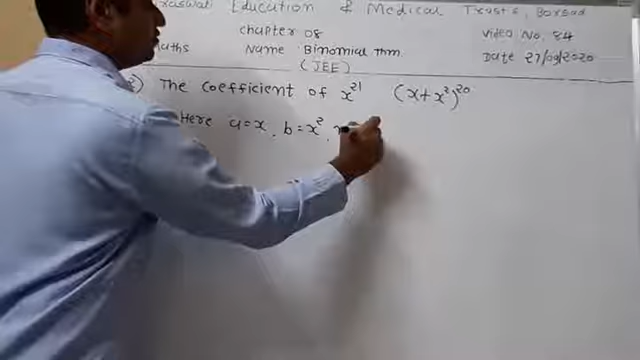 Education & Medical Trusts, Borsad
chapter 08
Video No. 84
Maths
Name : Binomial Thm.
Date 27/09/2020
(JEE)
) The Coefficient of x²¹ (x+x²)²⁰
Here a=x, b=x²,